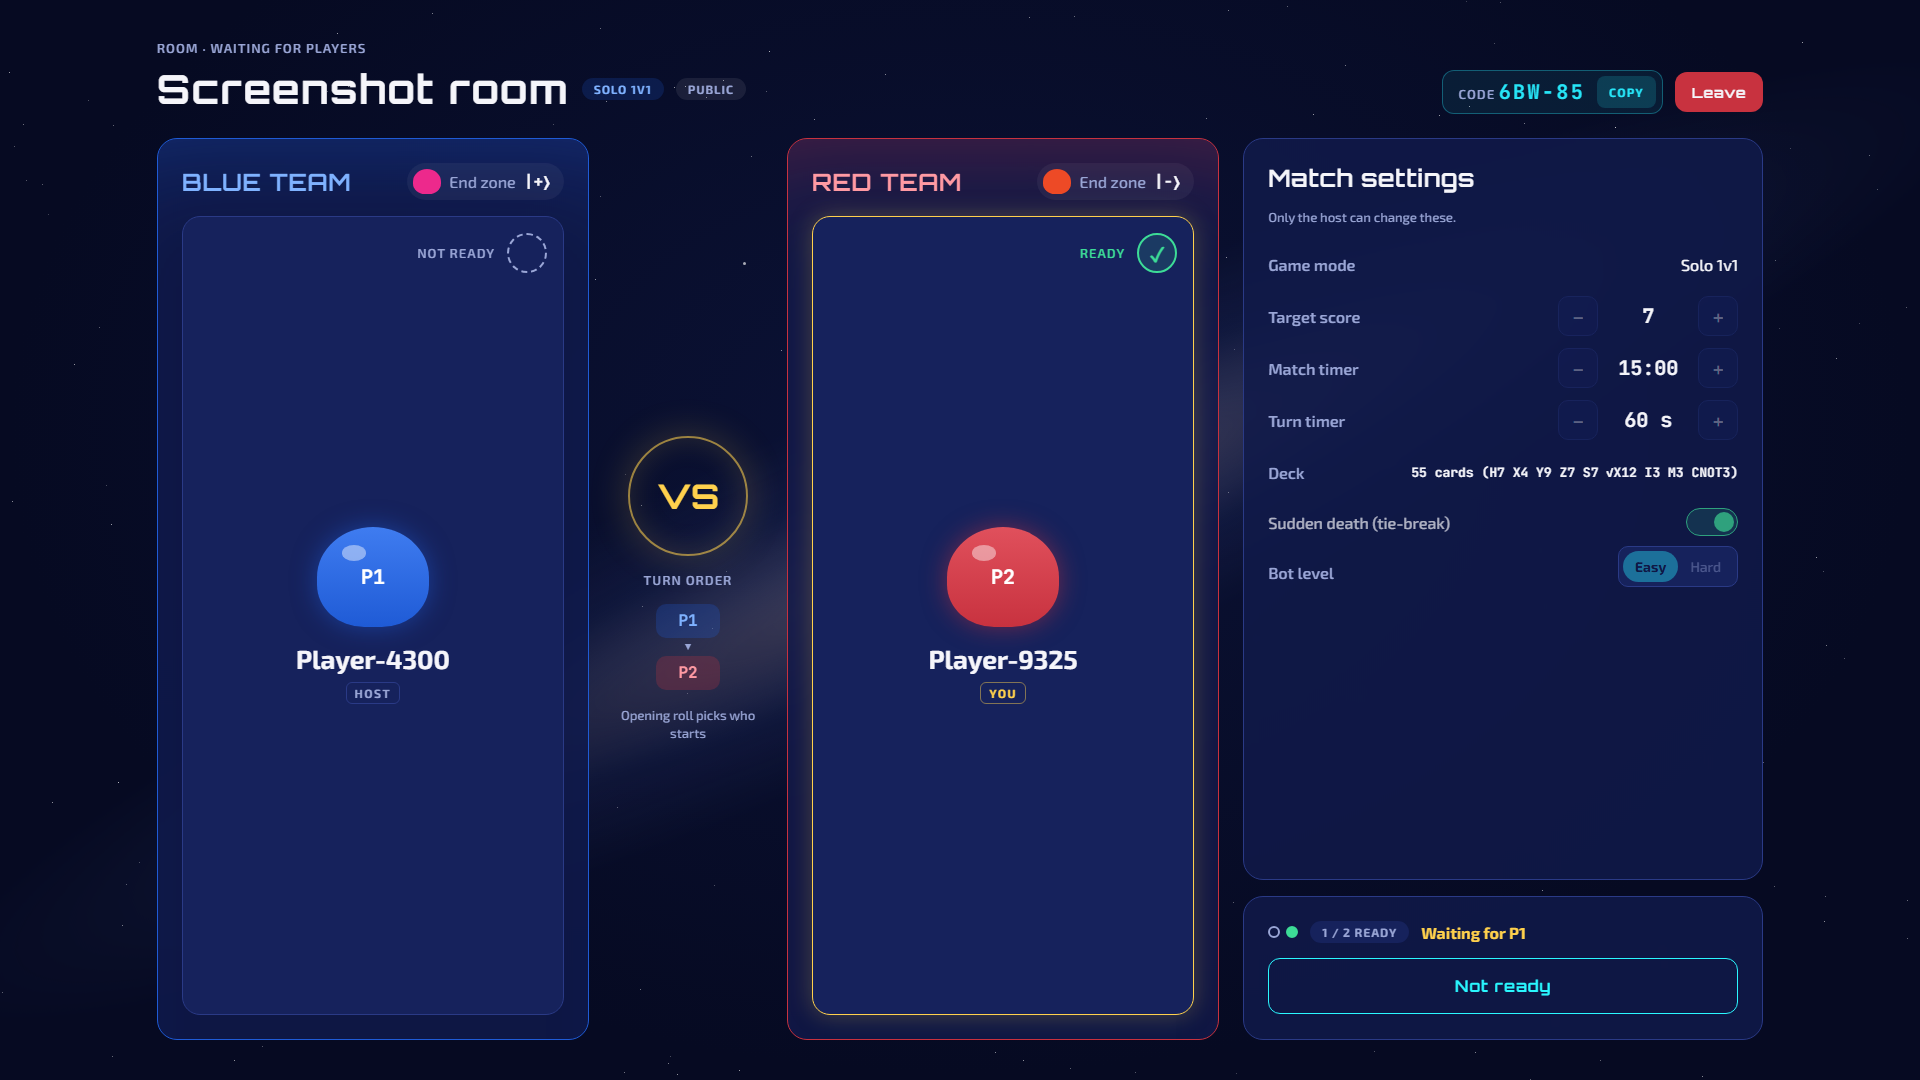 ROOM · WAITING FOR PLAYERS
Screenshot room
SOLO 1V1
PUBLIC
CODE 6BW-85
COPY
Leave
BLUE TEAM
End zone |+⟩
NOT READY
P1
Player-4300
HOST
VS
TURN ORDER
P1
▼
P2
Opening roll picks who
starts
RED TEAM
End zone |-⟩
READY ✓
P2
Player-9325
YOU
Match settings
Only the host can change these.
Game mode Solo 1v1
Target score − 7 +
Match timer − 15:00 +
Turn timer − 60 s +
Deck 55 cards (H7 X4 Y9 Z7 S7 √X12 I3 M3 CNOT3)
Sudden death (tie-break)
Bot level Easy Hard
1 / 2 READY Waiting for P1
Not ready